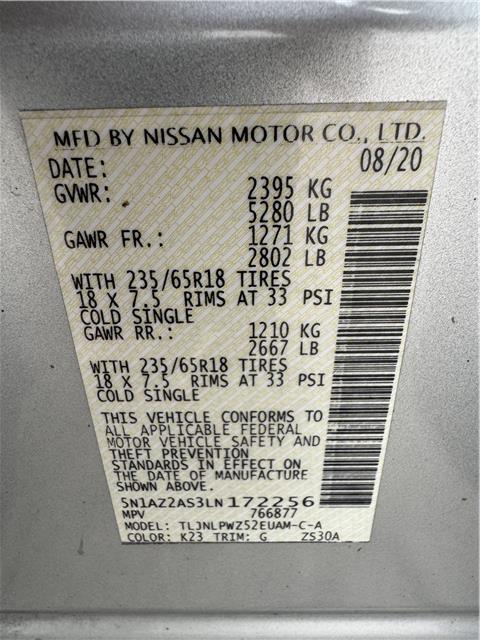 MFD BY NISSAN MOTOR CO., LTD.
DATE: 08/20
GVWR: 2395 KG
5280 LB
GAWR FR.: 1271 KG
2802 LB
WITH 235/65R18 TIRES
18 X 7.5 RIMS AT 33 PSI
COLD SINGLE
GAWR RR.: 1210 KG
2667 LB
WITH 235/65R18 TIRES
18 X 7.5 RIMS AT 33 PSI
COLD SINGLE
THIS VEHICLE CONFORMS TO
ALL APPLICABLE FEDERAL
MOTOR VEHICLE SAFETY AND
THEFT PREVENTION
STANDARDS IN EFFECT ON
THE DATE OF MANUFACTURE
SHOWN ABOVE.
5N1AZ2AS3LN172256
MPV 766877
MODEL: TLJNLPWZ52EUAM-C-A
COLOR: K23 TRIM: G ZS30A